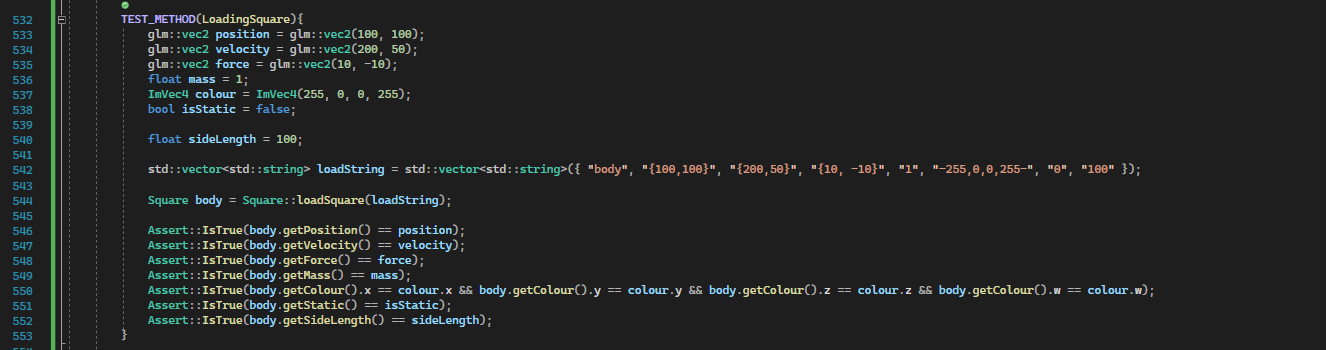 532 TEST_METHOD(LoadingSquare){
533 glm::vec2 position = glm::vec2(100, 100);
534 glm::vec2 velocity = glm::vec2(200, 50);
535 glm::vec2 force = glm::vec2(10, -10);
536 float mass = 1;
537 ImVec4 colour = ImVec4(255, 0, 0, 255);
538 bool isStatic = false;
539
540 float sideLength = 100;
541
542 std::vector<std::string> loadString = std::vector<std::string>({ "body", "{100,100}", "{200,50}", "{10, -10}", "1", "-255,0,0,255-", "0", "100" });
543
544 Square body = Square::loadSquare(loadString);
545
546 Assert::IsTrue(body.getPosition() == position);
547 Assert::IsTrue(body.getVelocity() == velocity);
548 Assert::IsTrue(body.getForce() == force);
549 Assert::IsTrue(body.getMass() == mass);
550 Assert::IsTrue(body.getColour().x == colour.x && body.getColour().y == colour.y && body.getColour().z == colour.z && body.getColour().w == colour.w);
551 Assert::IsTrue(body.getStatic() == isStatic);
552 Assert::IsTrue(body.getSideLength() == sideLength);
553 }